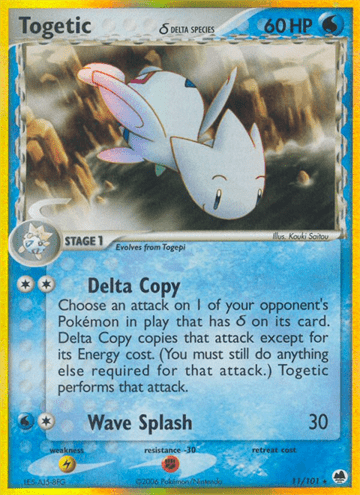 Togetic
δ DELTA SPECIES
60 HP
Illus. Kouki Saitou
STAGE 1
Evolves from Togepi
Delta Copy
Choose an attack on 1 of your opponent's
Pokémon in play that has δ on its card.
Delta Copy copies that attack except for
its Energy cost. (You must still do anything
else required for that attack.) Togetic
performs that attack.
Wave Splash 30
weakness resistance -30 retreat cost
©2006 Pokémon/Nintendo
11/101 ★